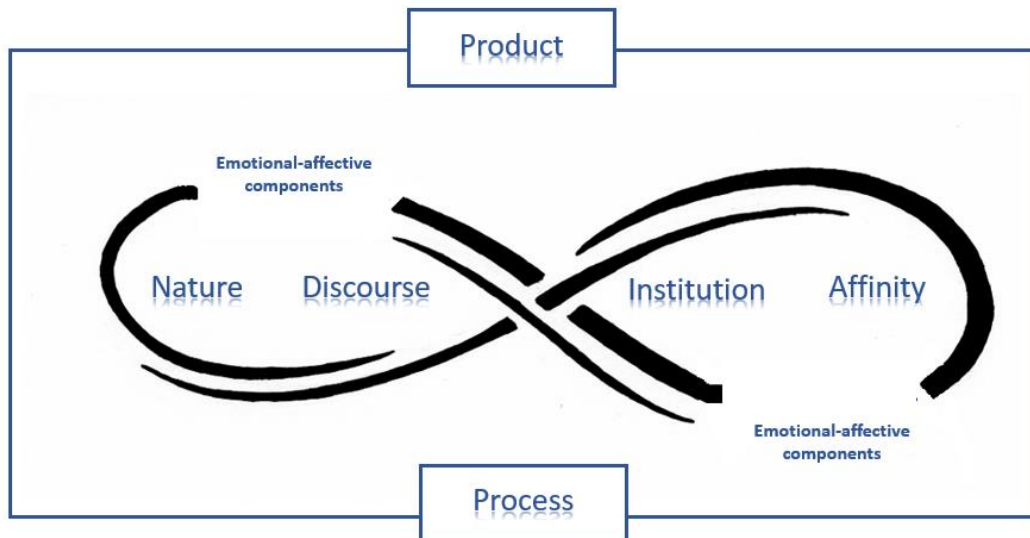 Product
Emotional-affective
components
Nature Discourse Institution Affinity
Emotional-affective
components
Process